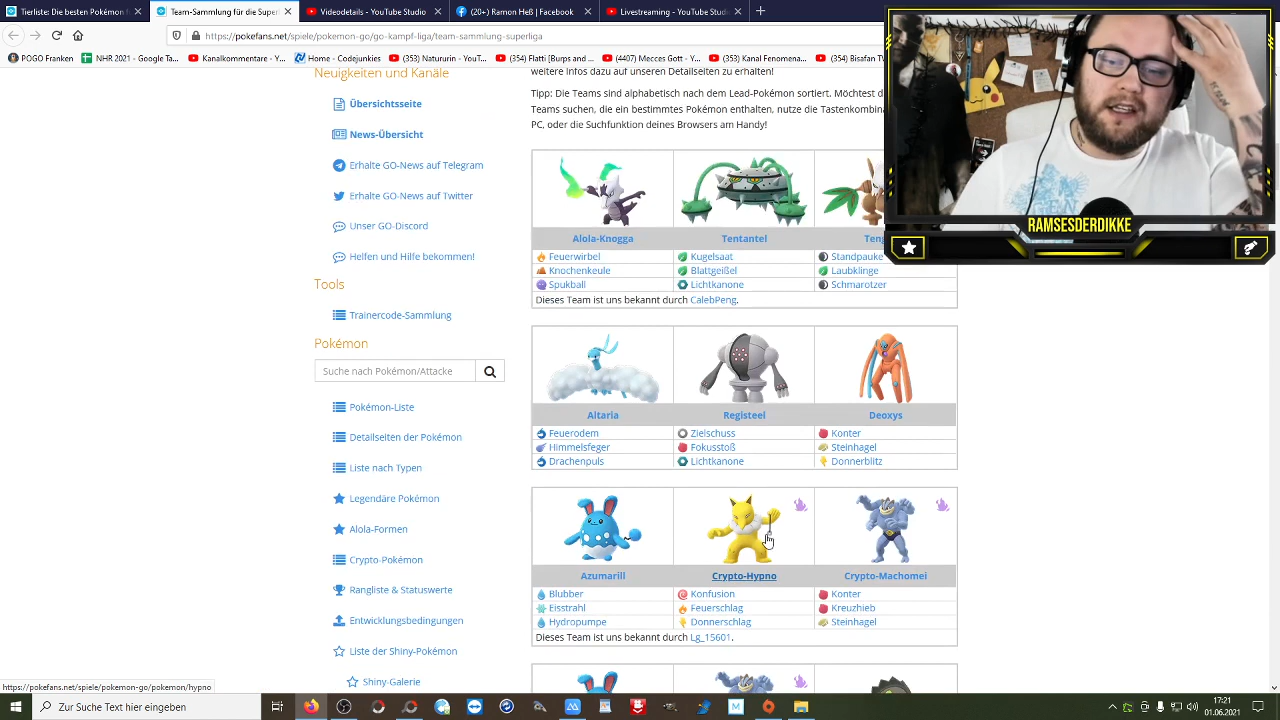 Tierliste: Die besten Pokémon f
Team-Sammlung für die Super
Videodetails - YouTube Studio
(20+) Ramon Heß | Facebook
Livestreaming - YouTube Studio
https://pokefans.net/spiele/pokemon-go/go-kampf-liga/team-sammlung-superliga
POGO Franken
NHR 2021 - Google Ta...
Kanalkommentare - Y...
Home - Codejunkies
(353) Natururin - YouT...
(354) Flatti [Burps and ...
(4407) Mecces Gott - Y...
(353) Kanal Fenomena...
(354) Bisafan Tw
Neuigkeiten und Kanäle
Übersichtsseite
News-Übersicht
Erhalte GO-News auf Telegram
Erhalte GO-News auf Twitter
Unser GO-Discord
Helfen und Hilfe bekommen!
Tools
Trainercode-Sammlung
Pokémon
Suche nach Pokémon/Attacke
Pokémon-Liste
Detailseiten der Pokémon
Liste nach Typen
Legendäre Pokémon
Alola-Formen
Crypto-Pokémon
Rangliste & Statuswerte
Entwicklungsbedingungen
Liste der Shiny-Pokémon
Shiny-Galerie
weitere Infos dazu auf unseren Detailseiten zu erhalten!
Tipp: Die Teams sind alphabetisch nach dem Lead-Pokémon sortiert. Möchtest d
Teams suchen, die ein bestimmtes Pokémon enthalten, nutze die Tastenkombin
PC, oder die Suchfunktion deines Browsers am Handy!
Alola-Knogga
Tentantel
Teng
Feuerwirbel
Kugelsaat
Standpauke
Knochenkeule
Blattgeißel
Laubklinge
Spukball
Lichtkanone
Schmarotzer
Dieses Team ist uns bekannt durch CalebPeng.
Altaria
Registeel
Deoxys
Feuerodem
Zielschuss
Konter
Himmelsfeger
Fokusstoß
Steinhagel
Drachenpuls
Lichtkanone
Donnerblitz
Azumarill
Crypto-Hypno
Crypto-Machomei
Blubber
Konfusion
Konter
Eisstrahl
Feuerschlag
Kreuzhieb
Hydropumpe
Donnerschlag
Steinhagel
Dieses Team ist uns bekannt durch Lg_15601.
RAMSESDERDIKKE
https://pokefans.net/spiele/pokemon-go/pokemon/hypno
Zur Suche Text hier eingeben
17:21
01.06.2021